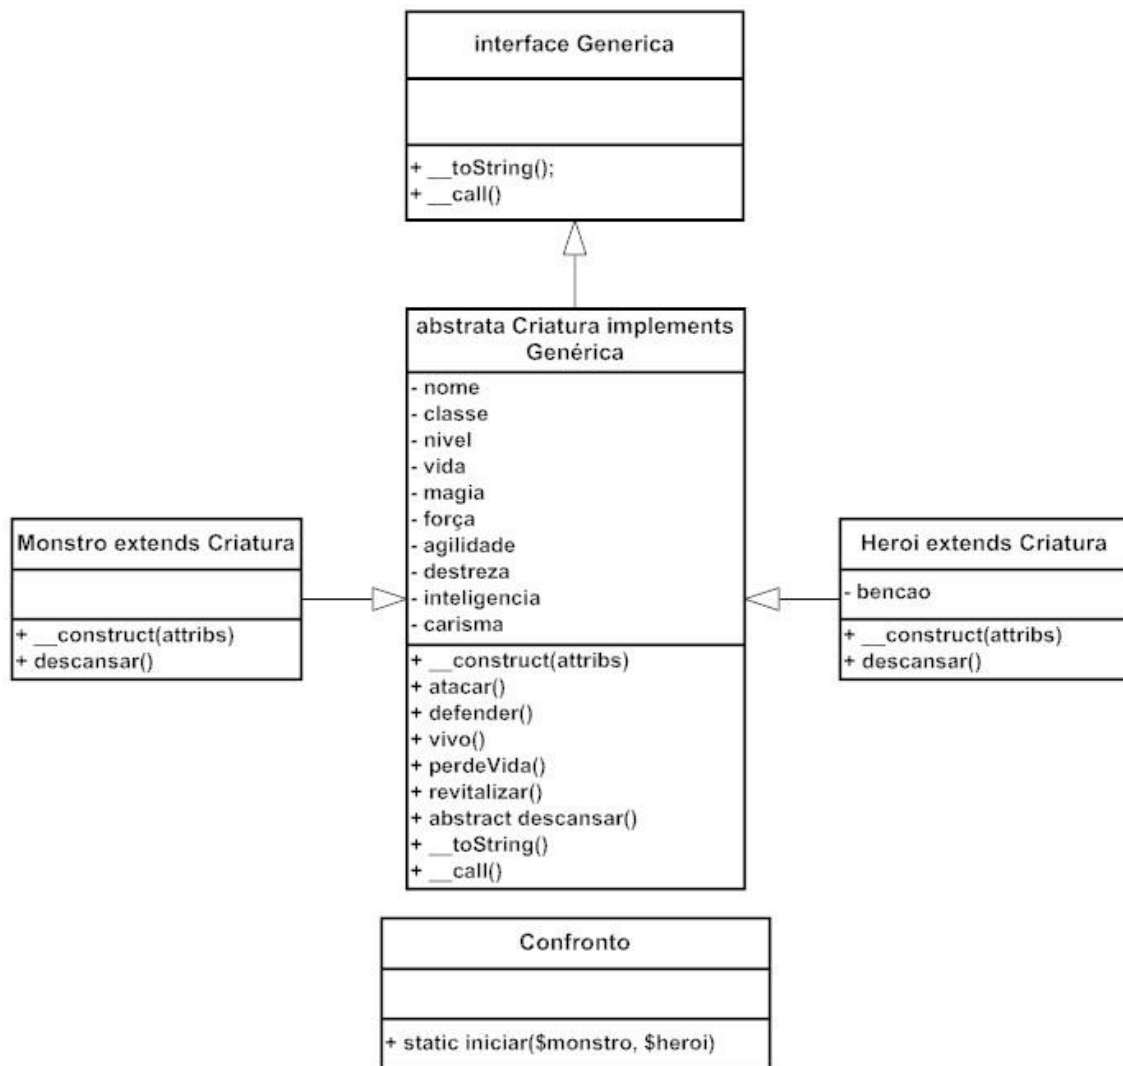 interface Generica
+ __toString();
+ __call()
abstrata Criatura implements
Genérica
- nome
- classe
- nivel
- vida
- magia
- força
- agilidade
- destreza
- inteligencia
- carisma
+ __construct(attribs)
+ atacar()
+ defender()
+ vivo()
+ perdeVida()
+ revitalizar()
+ abstract descansar()
+ __toString()
+ __call()
Monstro extends Criatura
+ __construct(attribs)
+ descansar()
Heroi extends Criatura
- bencao
+ __construct(attribs)
+ descansar()
Confronto
+ static iniciar($monstro, $heroi)